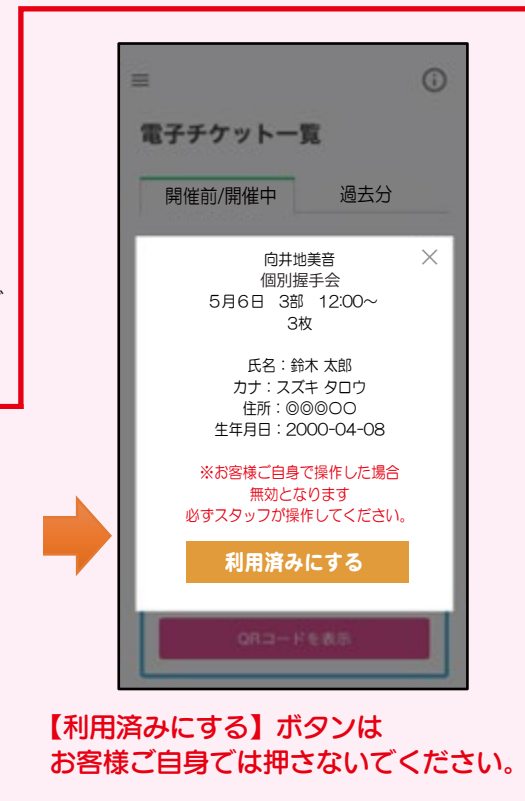 電子チケット一覧
開催前/開催中 過去分
向井地美音
個別握手会
5月6日 3部 12:00～
3枚
氏名：鈴木 太郎
カナ：スズキ タロウ
住所：◎◎◎〇〇
生年月日：2000-04-08
※お客様ご自身で操作した場合
無効となります
必ずスタッフが操作してください。
利用済みにする
QRコードを表示
【利用済みにする】ボタンは
お客様ご自身では押さないでください。